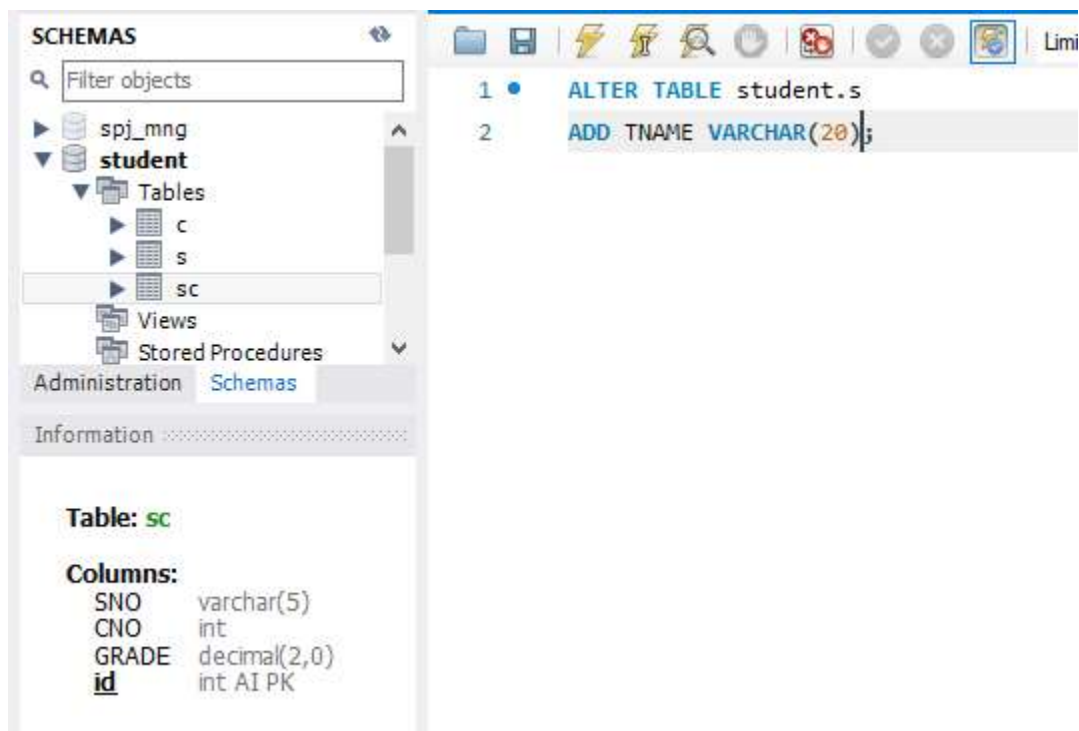 SCHEMAS
Filter objects
spj_mng
student
Tables
c
s
sc
Views
Stored Procedures
Administration Schemas
Information
Table: sc
Columns:
SNO varchar(5)
CNO int
GRADE decimal(2,0)
id int AI PK
Limi
1 ALTER TABLE student.s
2 ADD TNAME VARCHAR(20);